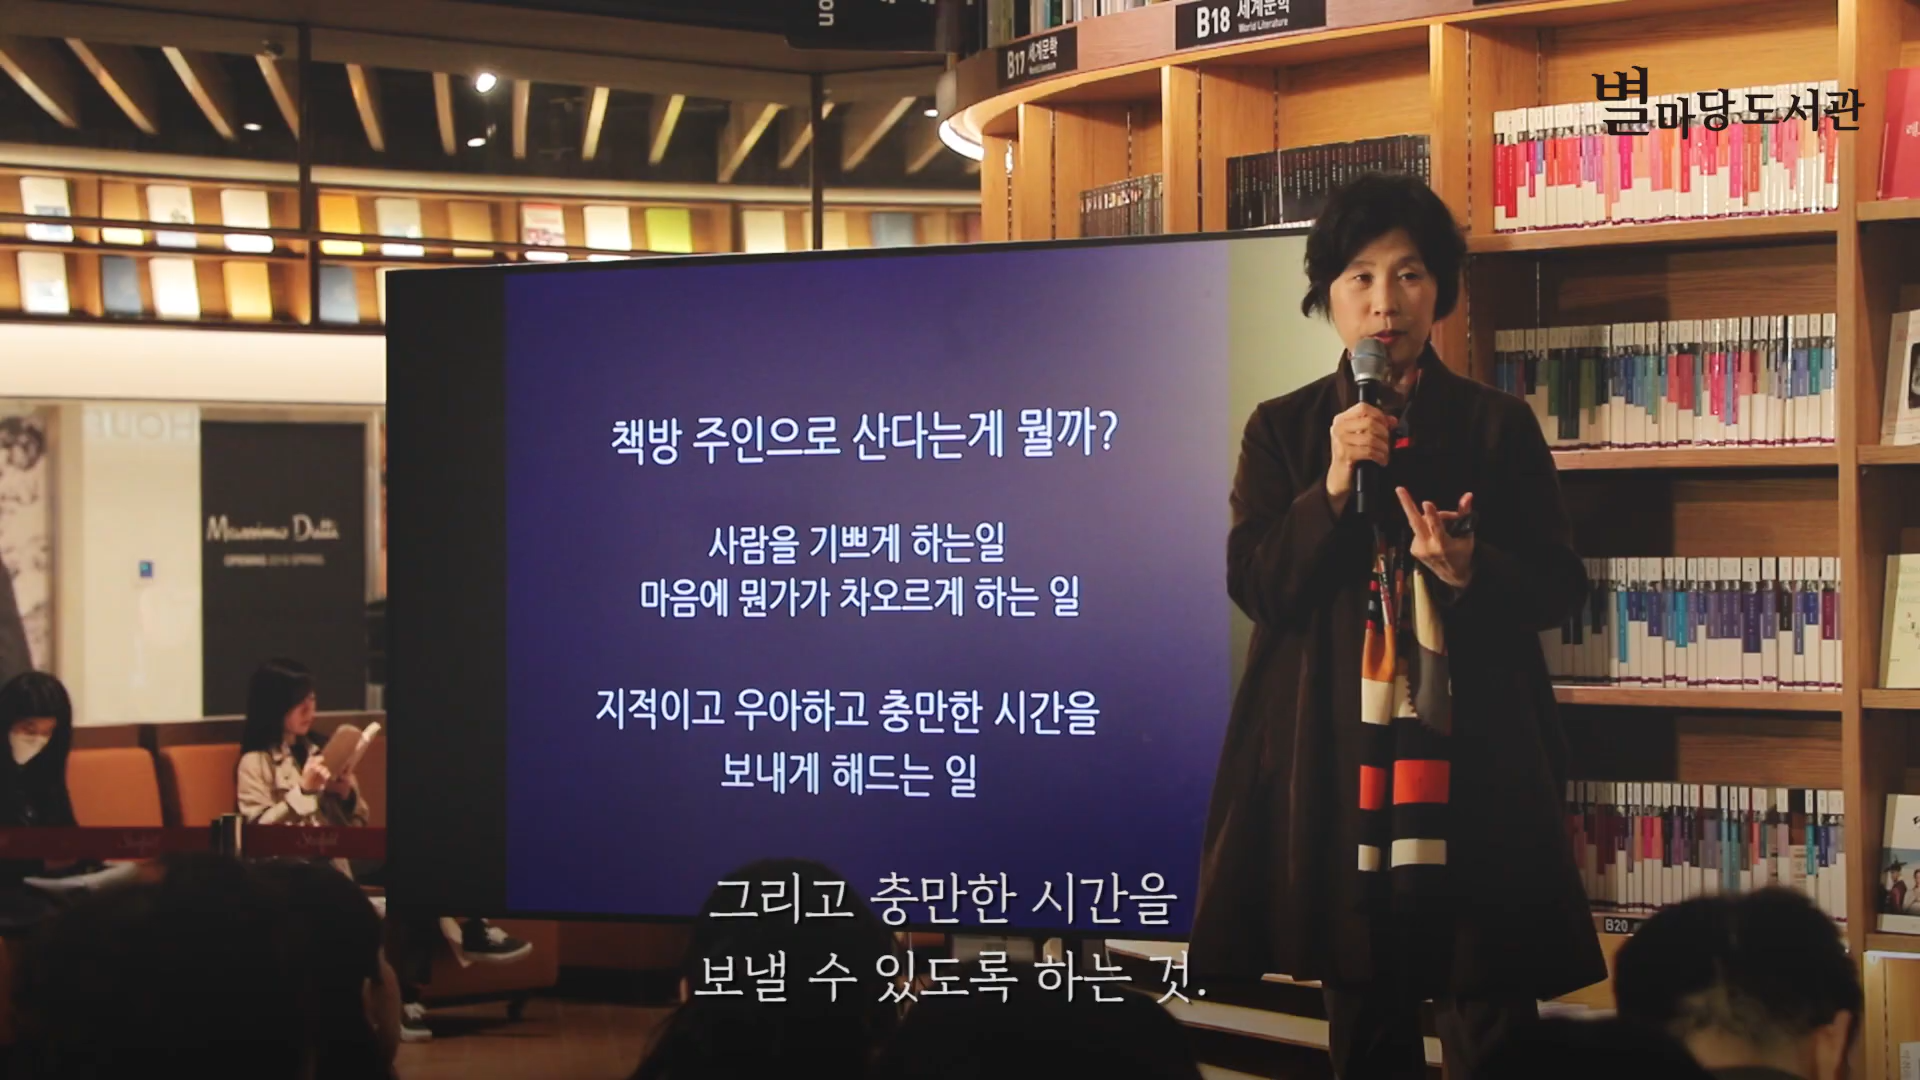 B17 세계문학
B18 세계문학
World Literature
별마당 도서관
책방 주인으로 산다는게 뭘까?
사람을 기쁘게 하는일
마음에 뭔가가 차오르게 하는 일
지적이고 우아하고 충만한 시간을
보내게 해드는 일
Massimo Dutti
그리고 충만한 시간을
보낼 수 있도록 하는 것.
B20